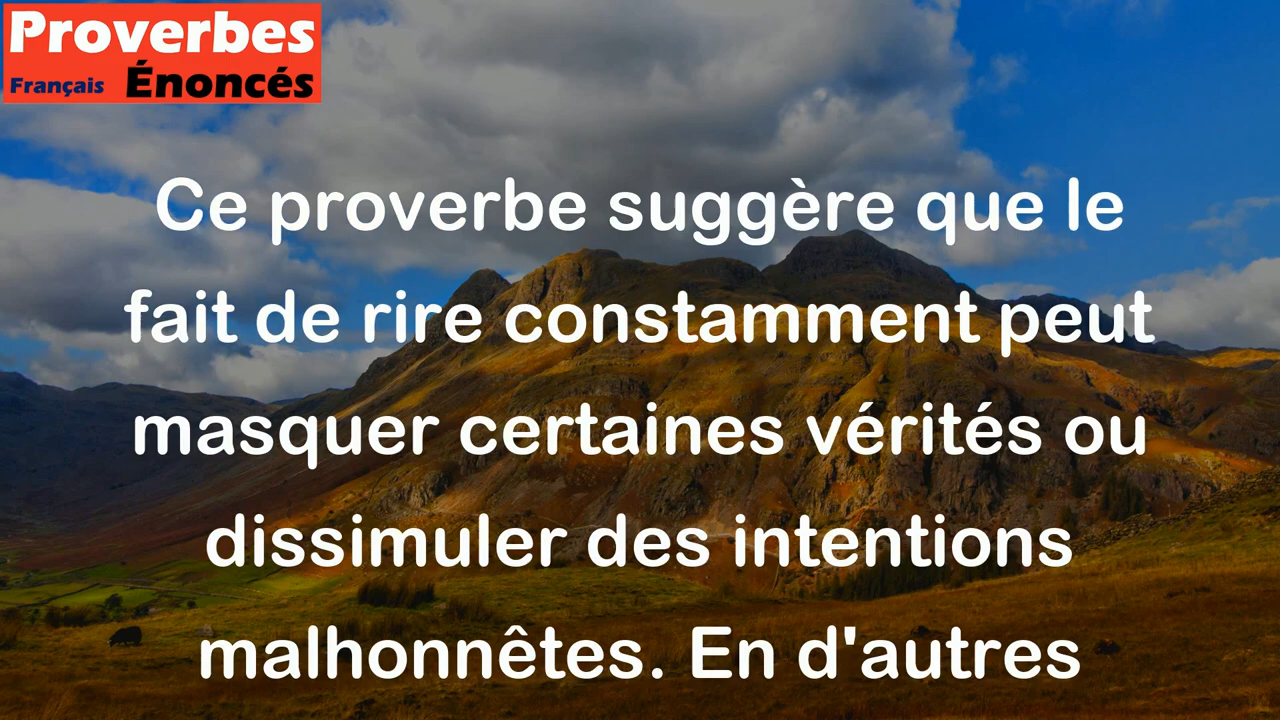 Proverbes
Français Énoncés
Ce proverbe suggère que le
fait de rire constamment peut
masquer certaines vérités ou
dissimuler des intentions
malhonnêtes. En d'autres